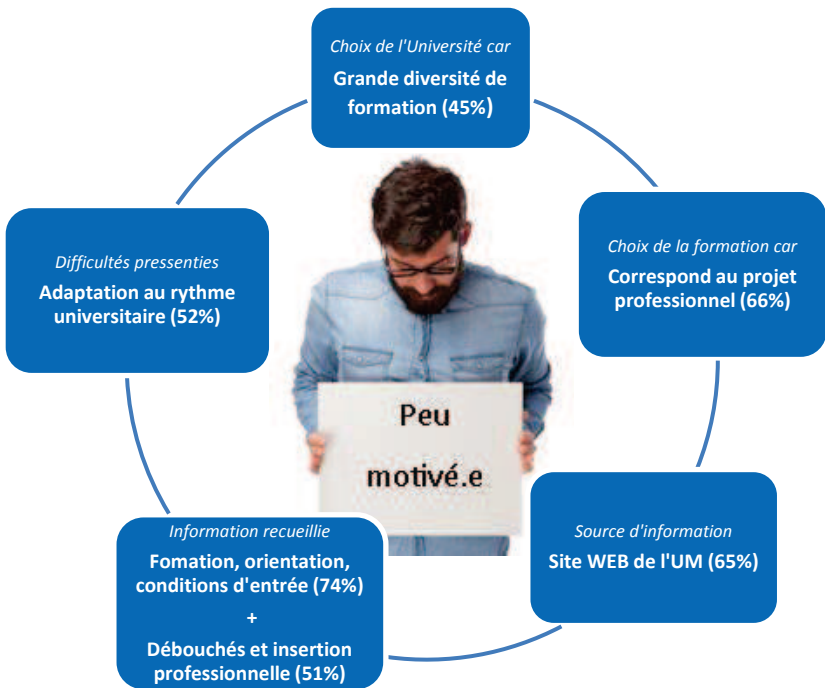 Choix de l'Université car
Grande diversité de
formation (45%)
Choix de la formation car
Correspond au projet
professionnel (66%)
Source d'information
Site WEB de l'UM (65%)
Information recueillie
Fomation, orientation,
conditions d'entrée (74%)
+
Débouchés et insertion
professionnelle (51%)
Difficultés pressenties
Adaptation au rythme
universitaire (52%)
Peu
motivé.e